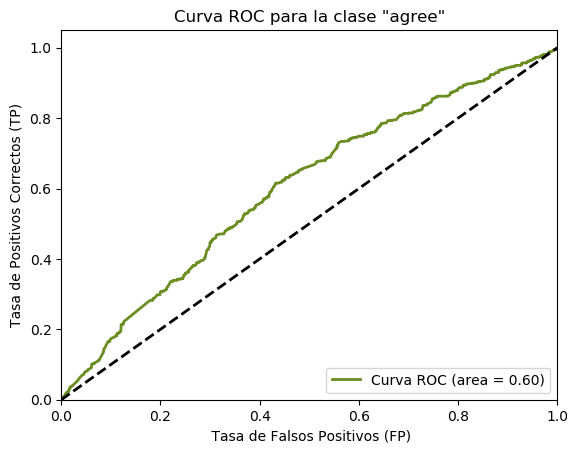 Curva ROC para la clase "agree"
Tasa de Positivos Correctos (TP)
1.0
0.8
0.6
0.4
0.2
0.0
0.0 0.2 0.4 0.6 0.8 1.0
Curva ROC (area = 0.60)
Tasa de Falsos Positivos (FP)